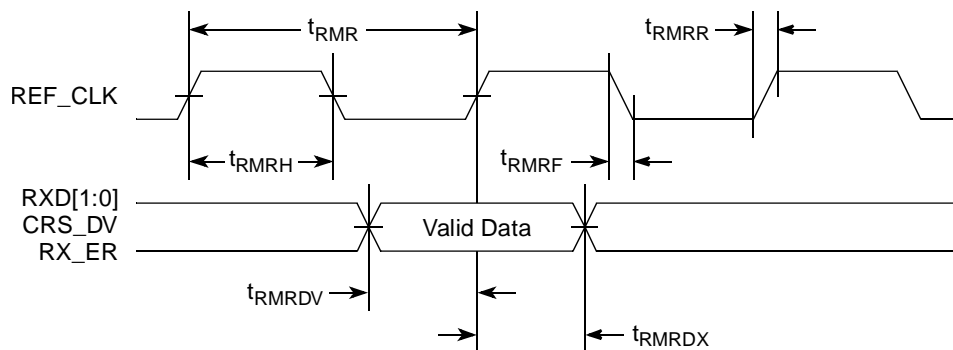 tRMR
tRMRR
REF_CLK
tRMRH
tRMRF
RXD[1:0]
CRS_DV
Valid Data
RX_ER
tRMRDV
tRMRDX